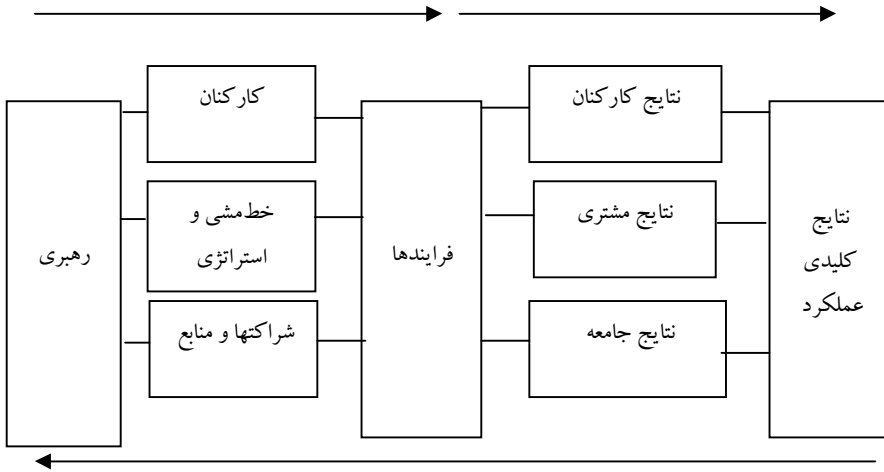 رهبری
کارکنان
خط‌مشی و
استراتژی
شراکتها و منابع
فرایندها
نتایج کارکنان
نتایج مشتری
نتایج جامعه
نتایج
کلیدی
عملکرد